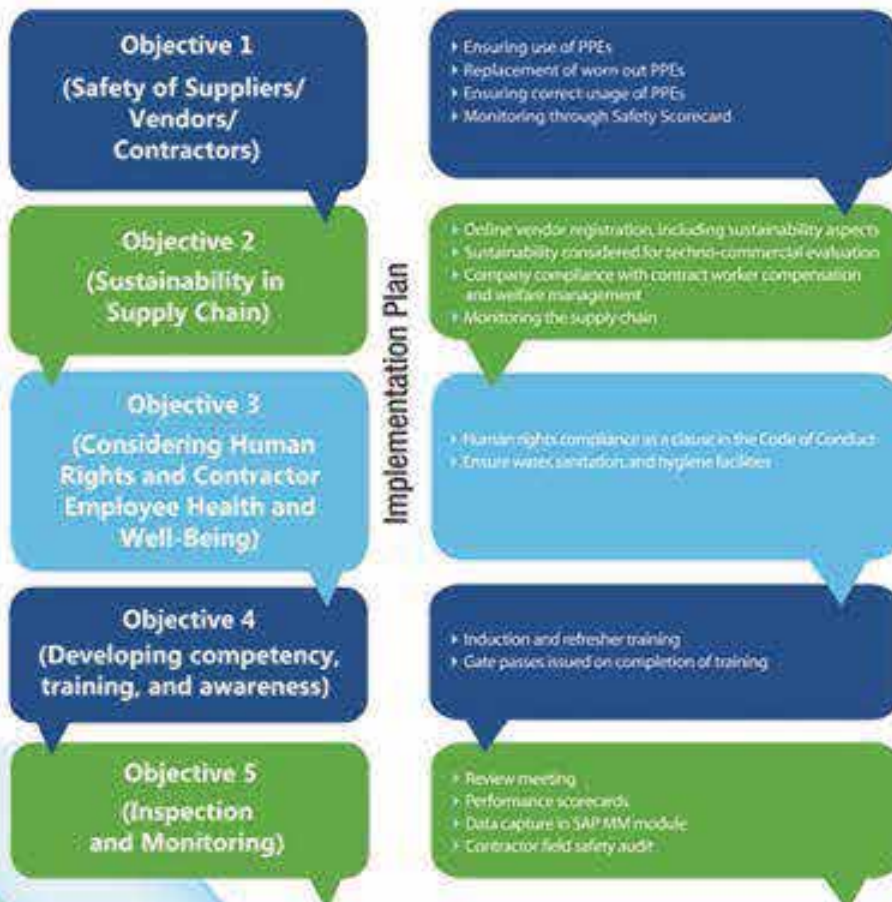 Objective 1
(Safety of Suppliers/
Vendors/
Contractors)
Ensuring use of PPEs
Replacement of worn out PPEs
Ensuring correct usage of PPEs
Monitoring through Safety Scorecard
Objective 2
(Sustainability in
Supply Chain)
Online vendor registration, including sustainability aspects
Sustainability considered for techno-commercial evaluation
Company compliance with contract worker compensation
and welfare management
Monitoring the supply chain
Implementation Plan
Objective 3
(Considering Human
Rights and Contractor
Employee Health and
Well-Being)
Human rights compliance as a clause in the Code of Conduct
Ensure water, sanitation, and hygiene facilities
Objective 4
(Developing competency,
training, and awareness)
Induction and refresher training
Gate passes issued on completion of training
Objective 5
(Inspection
and Monitoring)
Review meeting
Performance scorecards
Data capture in SAP MM module
Contractor field safety audit